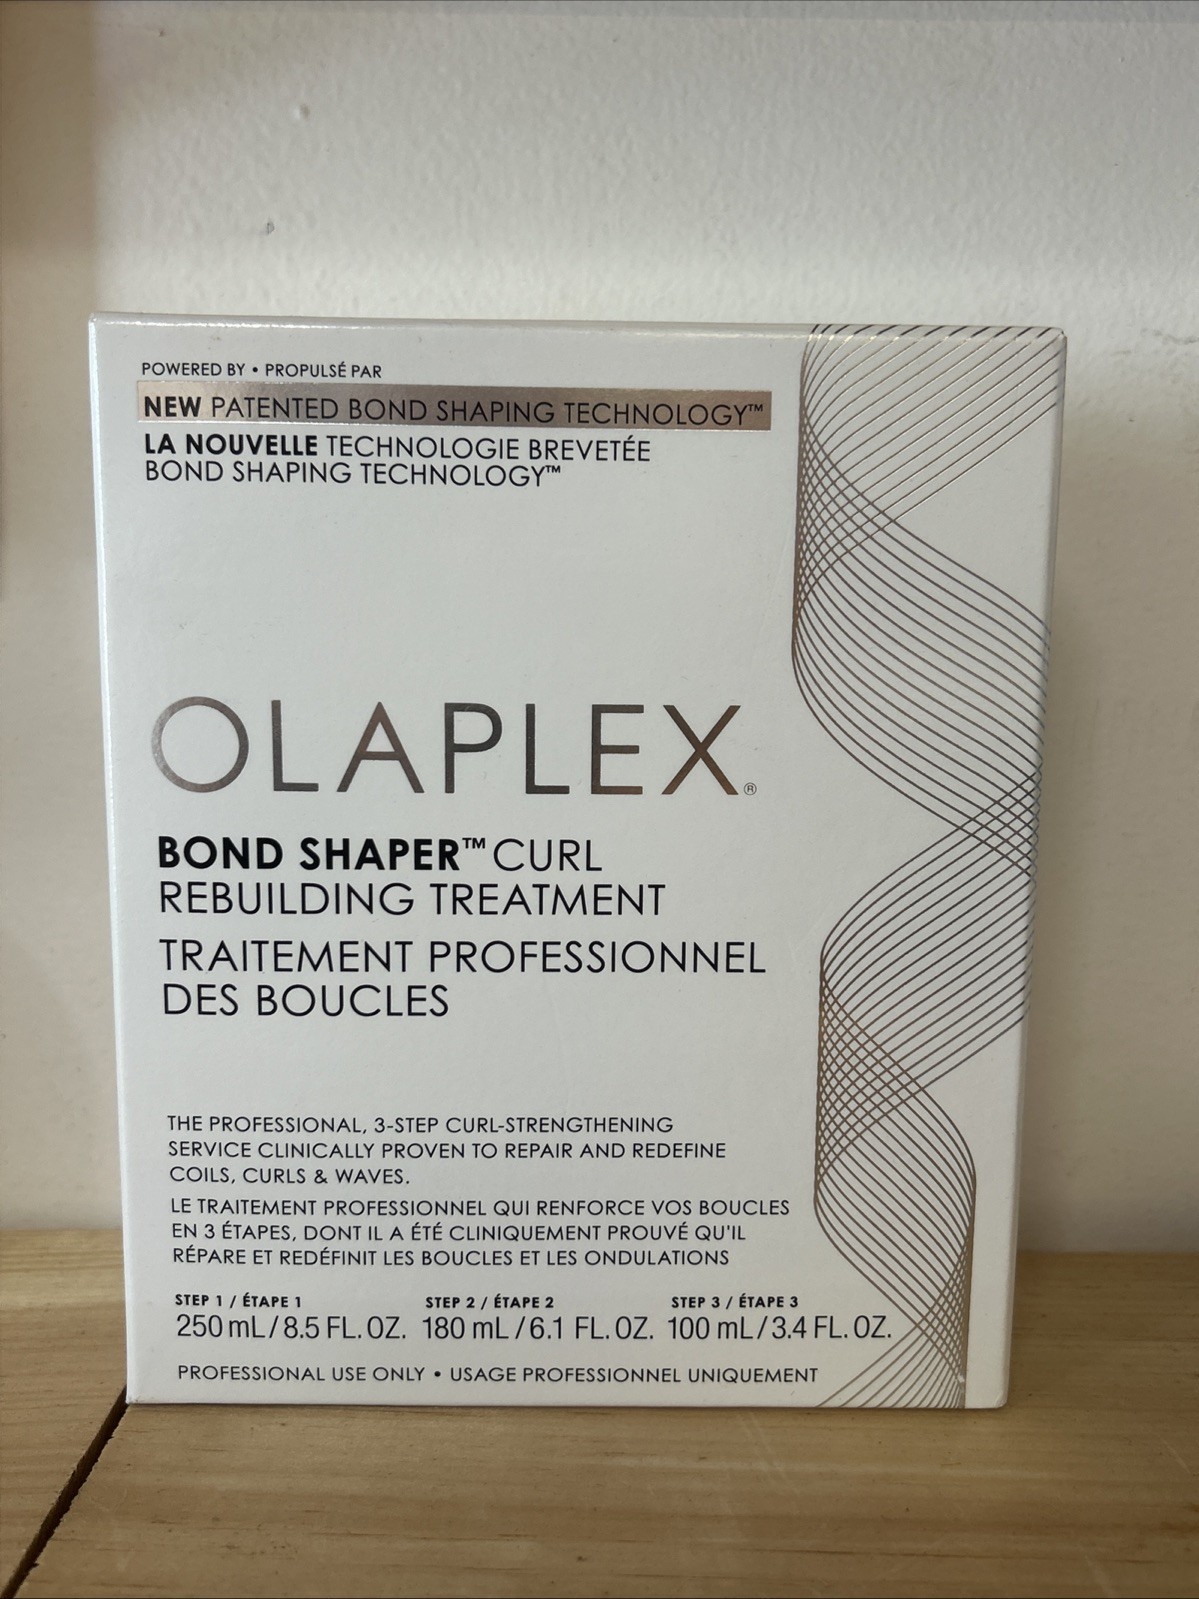 POWERED BY • PROPULSÉ PAR
NEW PATENTED BOND SHAPING TECHNOLOGY™
LA NOUVELLE TECHNOLOGIE BREVETÉE
BOND SHAPING TECHNOLOGY™
OLAPLEX®
BOND SHAPER™ CURL
REBUILDING TREATMENT
TRAITEMENT PROFESSIONNEL
DES BOUCLES
THE PROFESSIONAL, 3-STEP CURL-STRENGTHENING
SERVICE CLINICALLY PROVEN TO REPAIR AND REDEFINE
COILS, CURLS & WAVES.
LE TRAITEMENT PROFESSIONNEL QUI RENFORCE VOS BOUCLES
EN 3 ÉTAPES, DONT IL A ÉTÉ CLINIQUEMENT PROUVÉ QU'IL
RÉPARE ET REDÉFINIT LES BOUCLES ET LES ONDULATIONS
STEP 1 / ÉTAPE 1 STEP 2 / ÉTAPE 2 STEP 3 / ÉTAPE 3
250 mL / 8.5 FL. OZ. 180 mL / 6.1 FL. OZ. 100 mL / 3.4 FL. OZ.
PROFESSIONAL USE ONLY • USAGE PROFESSIONNEL UNIQUEMENT